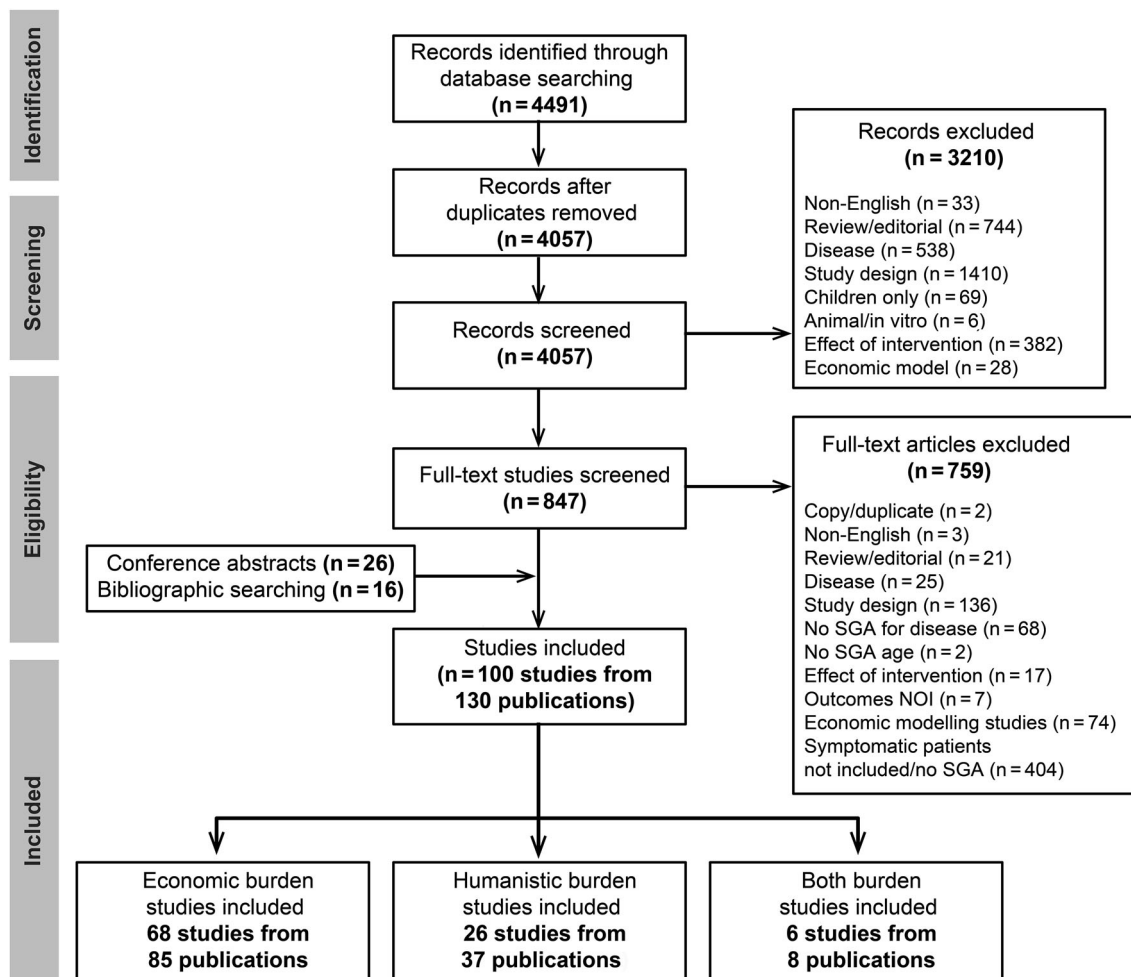 Identification
Records identified through
database searching
(n = 4491)
Records excluded
(n = 3210)
Non-English (n = 33)
Review/editorial (n = 744)
Disease (n = 538)
Study design (n = 1410)
Children only (n = 69)
Animal/in vitro (n = 6)
Effect of intervention (n = 382)
Economic model (n = 28)
Screening
Records after
duplicates removed
(n = 4057)
Records screened
(n = 4057)
Eligibility
Full-text studies screened
(n = 847)
Full-text articles excluded
(n = 759)
Copy/duplicate (n = 2)
Non-English (n = 3)
Review/editorial (n = 21)
Disease (n = 25)
Study design (n = 136)
No SGA for disease (n = 68)
No SGA age (n = 2)
Effect of intervention (n = 17)
Outcomes NOI (n = 7)
Economic modelling studies (n = 74)
Symptomatic patients
not included/no SGA (n = 404)
Conference abstracts (n = 26)
Bibliographic searching (n = 16)
Included
Studies included
(n = 100 studies from
130 publications)
Economic burden
studies included
68 studies from
85 publications
Humanistic burden
studies included
26 studies from
37 publications
Both burden
studies included
6 studies from
8 publications